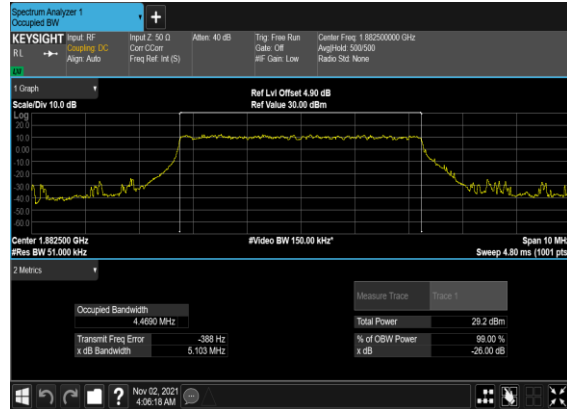 Spectrum Analyzer 1
Occupied BW
KEYSIGHT Input: RF Input Z: 50 Ω Atten: 40 dB Trig: Free Run Center Freq: 1.882500000 GHz
RL Coupling: DC Corr CCorr Gate: Off Avg|Hold: 500/500
Align: Auto Freq Ref: Int (S) #IF Gain: Low Radio Std: None
1 Graph
Ref Lvl Offset 4.90 dB
Scale/Div 10.0 dB Ref Value 30.00 dBm
Log
20.0
10.0
0.00
-10.0
-20.0
-30.0
-40.0
-50.0
-60.0
Center 1.882500 GHz #Video BW 150.00 kHz* Span 10 MHz
#Res BW 51.000 kHz Sweep 4.80 ms (1001 pts
2 Metrics
Measure Trace Trace 1
Occupied Bandwidth
4.4690 MHz Total Power 29.2 dBm
Transmit Freq Error -388 Hz % of OBW Power 99.00 %
x dB Bandwidth 5.103 MHz x dB -26.00 dB
Nov 02, 2021
4:06:18 AM